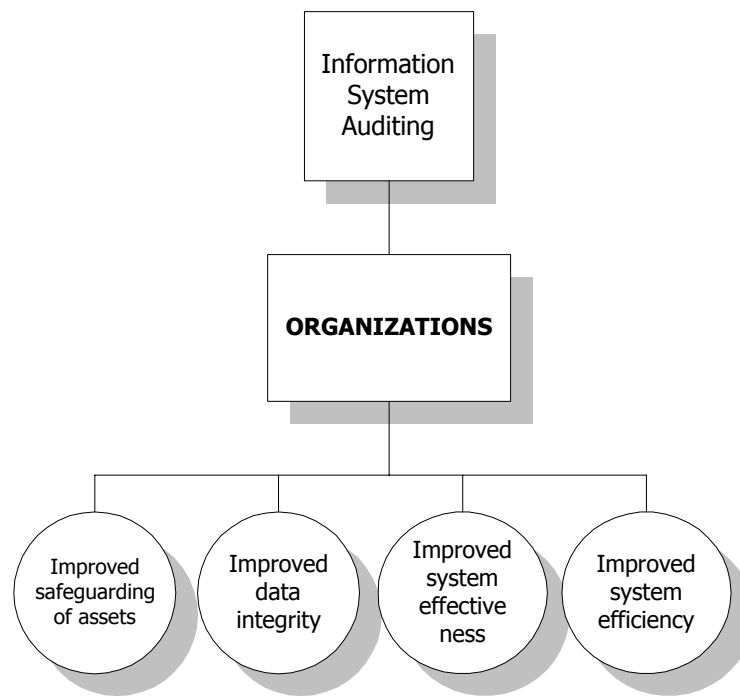 Information
System
Auditing
ORGANIZATIONS
Improved
safeguarding
of assets
Improved
data
integrity
Improved
system
effective
ness
Improved
system
efficiency